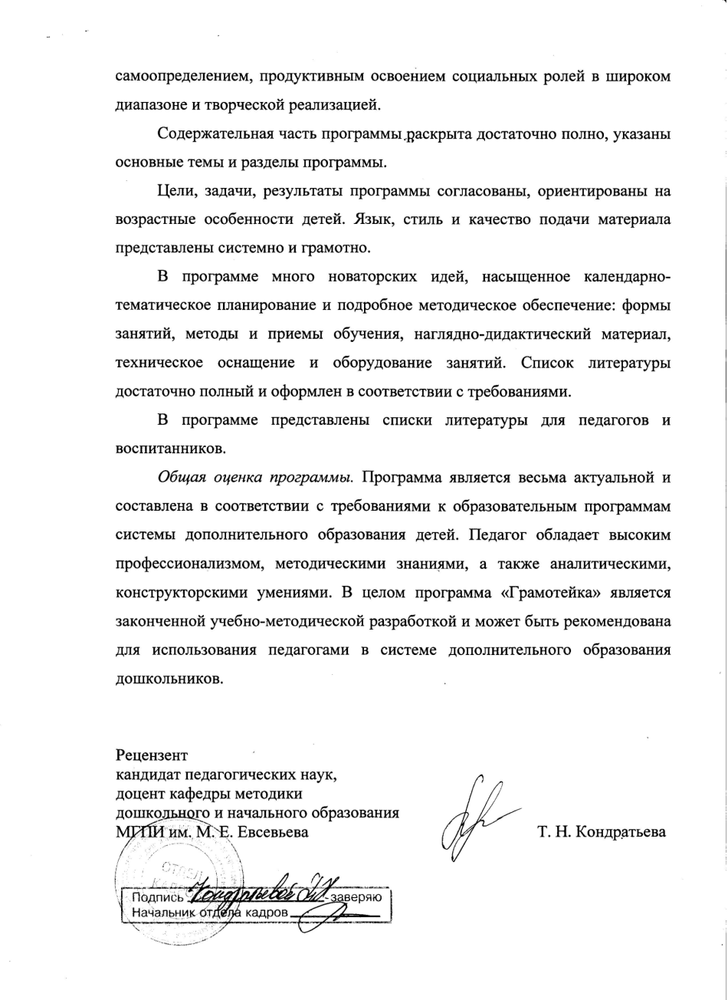 самоопределением, продуктивным освоением социальных ролей в широком
диапазоне и творческой реализацией.
Содержательная часть программы раскрыта достаточно полно, указаны
основные темы и разделы программы.
Цели, задачи, результаты программы согласованы, ориентированы на
возрастные особенности детей. Язык, стиль и качество подачи материала
представлены системно и грамотно.
В программе много новаторских идей, насыщенное календарно-
тематическое планирование и подробное методическое обеспечение: формы
занятий, методы и приемы обучения, наглядно-дидактический материал,
техническое оснащение и оборудование занятий. Список литературы
достаточно полный и оформлен в соответствии с требованиями.
В программе представлены списки литературы для педагогов и
воспитанников.
Общая оценка программы. Программа является весьма актуальной и
составлена в соответствии с требованиями к образовательным программам
системы дополнительного образования детей. Педагог обладает высоким
профессионализмом, методическими знаниями, а также аналитическими,
конструкторскими умениями. В целом программа «Грамотейка» является
законченной учебно-методической разработкой и может быть рекомендована
для использования педагогами в системе дополнительного образования
дошкольников.
Рецензент
кандидат педагогических наук,
доцент кафедры методики
дошкольного и начального образования
МГПИ им. М. Е. Евсевьева
Т. Н. Кондратьева
ОТДЕЛ
КАДРОВ
Подпись Кондратьевой Т.Н. заверяю
Начальник отдела кадров